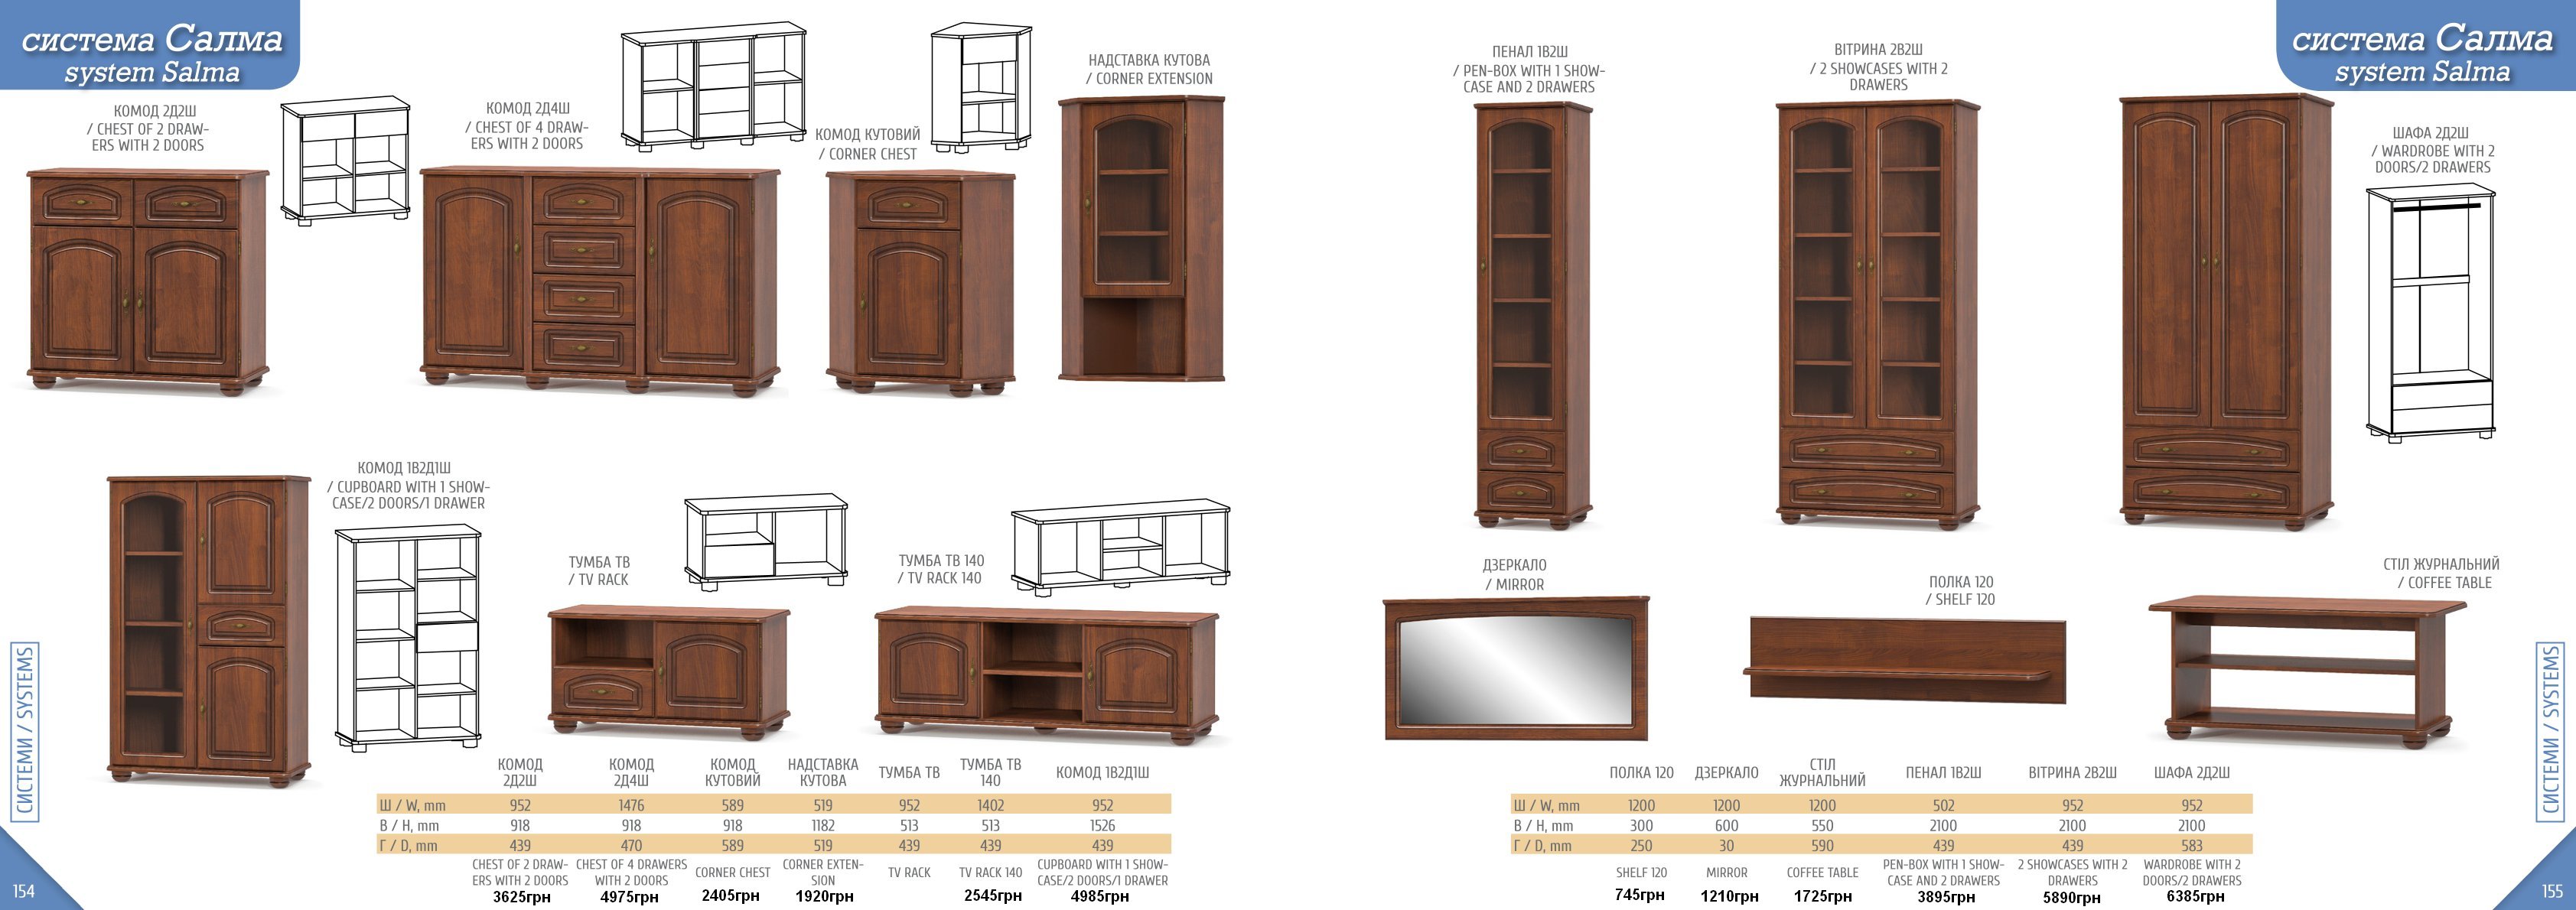 система Салма
system Salma
КОМОД 2Д2Ш
/ CHEST OF 2 DRAW-
ERS WITH 2 DOORS
КОМОД 2Д4Ш
/ CHEST OF 4 DRAW-
ERS WITH 2 DOORS
КОМОД КУТОВИЙ
/ CORNER CHEST
НАДСТАВКА КУТОВА
/ CORNER EXTENSION
КОМОД 1В2Д1Ш
/ CUPBOARD WITH 1 SHOW-
CASE/2 DOORS/1 DRAWER
ТУМБА ТВ
/ TV RACK
ТУМБА ТВ 140
/ TV RACK 140
СИСТЕМИ / SYSTEMS
КОМОД 2Д2Ш КОМОД 2Д4Ш КОМОД КУТОВИЙ НАДСТАВКА КУТОВА ТУМБА ТВ ТУМБА ТВ 140 КОМОД 1В2Д1Ш
Ш / W, mm 952 1476 589 519 952 1402 952
В / H, mm 918 918 918 1182 513 513 1526
Г / D, mm 439 470 589 519 439 439 439
CHEST OF 2 DRAW-ERS WITH 2 DOORS CHEST OF 4 DRAWERS WITH 2 DOORS CORNER CHEST CORNER EXTEN-SION TV RACK TV RACK 140 CUPBOARD WITH 1 SHOW-CASE/2 DOORS/1 DRAWER
3625грн 4975грн 2405грн 1920грн 2545грн 4985грн
154
система Салма
system Salma
ПЕНАЛ 1В2Ш
/ PEN-BOX WITH 1 SHOW-
CASE AND 2 DRAWERS
ВІТРИНА 2В2Ш
/ 2 SHOWCASES WITH 2
DRAWERS
ШАФА 2Д2Ш
/ WARDROBE WITH 2
DOORS/2 DRAWERS
ДЗЕРКАЛО
/ MIRROR
ПОЛКА 120
/ SHELF 120
СТІЛ ЖУРНАЛЬНИЙ
/ COFFEE TABLE
СИСТЕМИ / SYSTEMS
ПОЛКА 120 ДЗЕРКАЛО СТІЛ ЖУРНАЛЬНИЙ ПЕНАЛ 1В2Ш ВІТРИНА 2В2Ш ШАФА 2Д2Ш
Ш / W, mm 1200 1200 1200 502 952 952
В / H, mm 300 600 550 2100 2100 2100
Г / D, mm 250 30 590 439 439 583
SHELF 120 MIRROR COFFEE TABLE PEN-BOX WITH 1 SHOW-CASE AND 2 DRAWERS 2 SHOWCASES WITH 2 DRAWERS WARDROBE WITH 2 DOORS/2 DRAWERS
745грн 1210грн 1725грн 3895грн 5890грн 6385грн
155